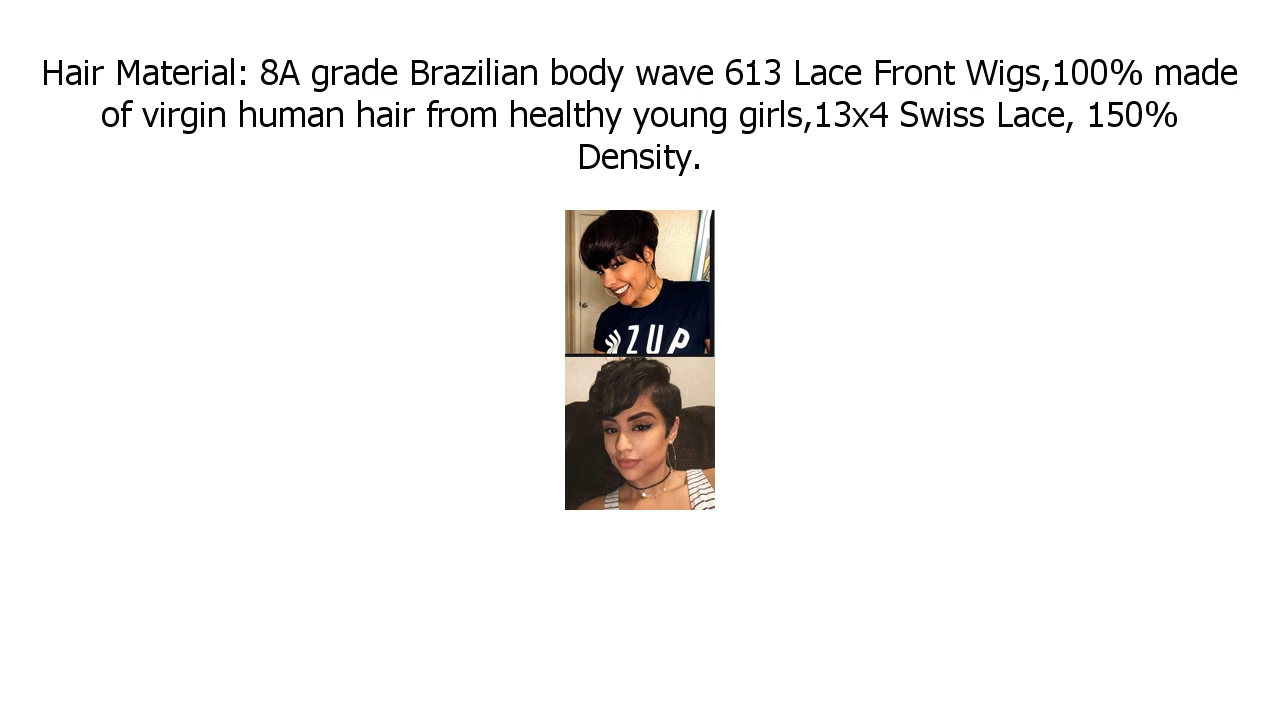 Hair Material: 8A grade Brazilian body wave 613 Lace Front Wigs,100% made
of virgin human hair from healthy young girls,13x4 Swiss Lace, 150%
Density.
ZUP